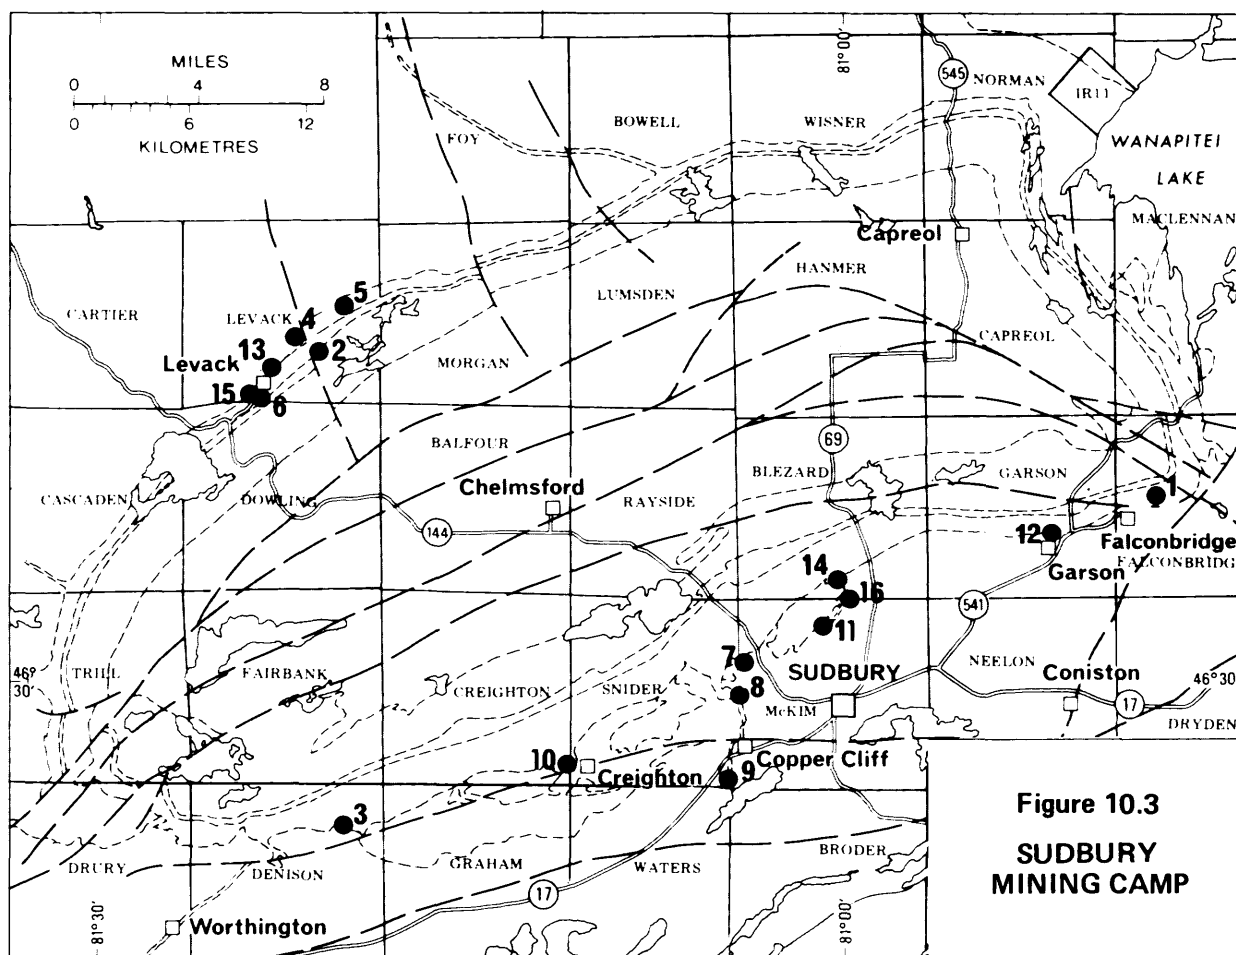 MILES
0 4 8
0 6 12
KILOMETRES
81°00'
545
NORMAN
IR11
FOY
BOWELL
WISNER
WANAPITEI
LAKE
MACLENNAN
Capreol
HANMER
CARTIER
LEVACK
5
4
2
13
Levack
15
6
LUMSDEN
MORGAN
CAPREOL
BALFOUR
69
CASCADEN
DOWLING
Chelmsford
RAYSIDE
BLEZARD
GARSON
1
144
12
Falconbridge
FALCONBRIDG
Garson
14
16
11
541
7
8
SUDBURY
NEELON
Coniston
46°30'
46°30
17
DRYDEN
TRILL
FAIRBANK
CREIGHTON
SNIDER
McKIM
10
Creighton
Copper Cliff
9
3
DRURY
DENISON
GRAHAM
WATERS
BRODER
17
Worthington
81°30'
81°00'
Figure 10.3
SUDBURY
MINING CAMP